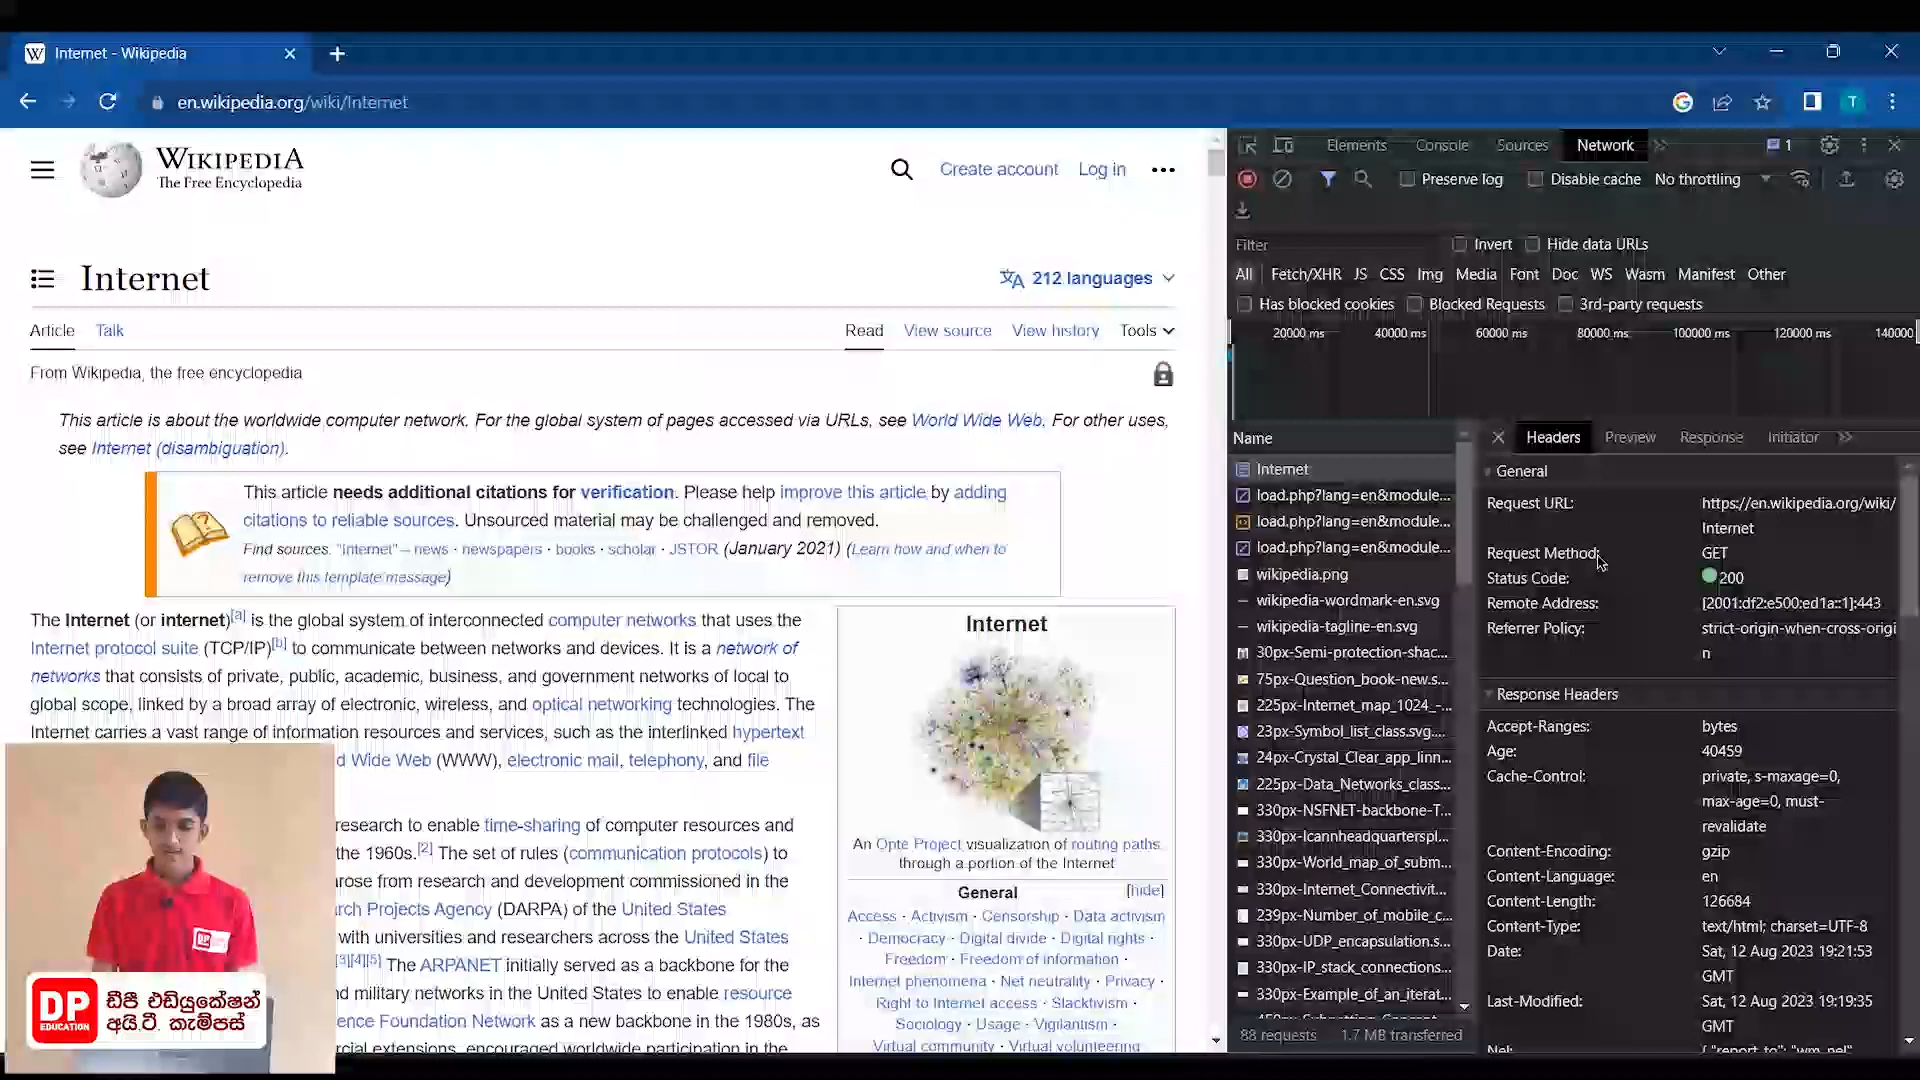 Internet - Wikipedia
en.wikipedia.org/wiki/Internet
T
WIKIPEDIA
The Free Encyclopedia
Create account
Log in
Internet
212 languages
Article
Talk
Read
View source
View history
Tools
From Wikipedia, the free encyclopedia
This article is about the worldwide computer network. For the global system of pages accessed via URLs, see World Wide Web. For other uses,
see Internet (disambiguation).
This article needs additional citations for verification. Please help improve this article by adding
citations to reliable sources. Unsourced material may be challenged and removed.
Find sources: "Internet" – news · newspapers · books · scholar · JSTOR (January 2021) (Learn how and when to
remove this template message)
The Internet (or internet)[a] is the global system of interconnected computer networks that uses the
Internet protocol suite (TCP/IP)[b] to communicate between networks and devices. It is a network of
networks that consists of private, public, academic, business, and government networks of local to
global scope, linked by a broad array of electronic, wireless, and optical networking technologies. The
Internet carries a vast range of information resources and services, such as the interlinked hypertext
d Wide Web (WWW), electronic mail, telephony, and file
research to enable time-sharing of computer resources and
the 1960s.[2] The set of rules (communication protocols) to
rose from research and development commissioned in the
rch Projects Agency (DARPA) of the United States
with universities and researchers across the United States
[3][4][5] The ARPANET initially served as a backbone for the
nd military networks in the United States to enable resource
ence Foundation Network as a new backbone in the 1980s, as
rcial extensions, encouraged worldwide participation in the
Internet
An Opte Project visualization of routing paths
through a portion of the Internet
General
[hide]
Access · Activism · Censorship · Data activism
· Democracy · Digital divide · Digital rights ·
Freedom · Freedom of information ·
Internet phenomena · Net neutrality · Privacy ·
Right to Internet access · Slacktivism ·
Sociology · Usage · Vigilantism ·
Virtual community · Virtual volunteering
DP
EDUCATION
ඩීපී එඩියුකේෂන්
අයි.ටී. කැම්පස්
DP
Elements
Console
Sources
Network
1
Preserve log
Disable cache
No throttling
Filter
Invert
Hide data URLs
All
Fetch/XHR
JS
CSS
Img
Media
Font
Doc
WS
Wasm
Manifest
Other
Has blocked cookies
Blocked Requests
3rd-party requests
20000 ms
40000 ms
60000 ms
80000 ms
100000 ms
120000 ms
140000
Name
Internet
load.php?lang=en&module...
load.php?lang=en&module...
load.php?lang=en&module...
wikipedia.png
wikipedia-wordmark-en.svg
wikipedia-tagline-en.svg
30px-Semi-protection-shac...
75px-Question_book-new.s...
225px-Internet_map_1024_-...
23px-Symbol_list_class.svg....
24px-Crystal_Clear_app_linn...
225px-Data_Networks_class...
330px-NSFNET-backbone-T...
330px-Icannheadquarterspl...
330px-World_map_of_subm...
330px-Internet_Connectivit...
239px-Number_of_mobile_c...
330px-UDP_encapsulation.s...
330px-IP_stack_connections...
330px-Example_of_an_iterat...
88 requests
1.7 MB transferred
Headers
Preview
Response
Initiator
General
Request URL:
https://en.wikipedia.org/wiki/
Internet
Request Method:
GET
Status Code:
200
Remote Address:
[2001:df2:e500:ed1a::1]:443
Referrer Policy:
strict-origin-when-cross-origi
n
Response Headers
Accept-Ranges:
bytes
Age:
40459
Cache-Control:
private, s-maxage=0,
max-age=0, must-
revalidate
Content-Encoding:
gzip
Content-Language:
en
Content-Length:
126684
Content-Type:
text/html; charset=UTF-8
Date:
Sat, 12 Aug 2023 19:21:53
GMT
Last-Modified:
Sat, 12 Aug 2023 19:19:35
GMT
Nel:
{ "report_to": "wm_nel"